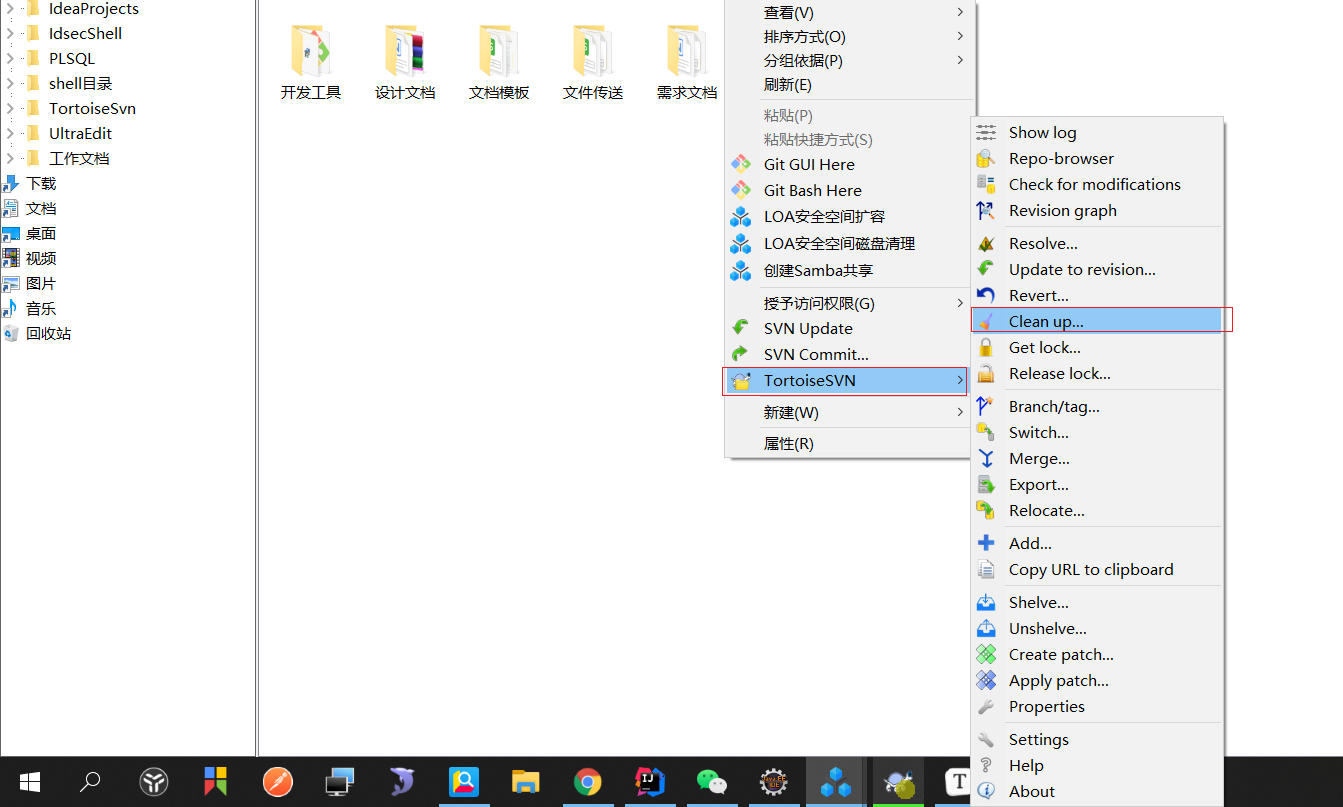 IdeaProjects
IdsecShell
PLSQL
shell目录
TortoiseSvn
UltraEdit
工作文档
下载
文档
桌面
视频
图片
音乐
回收站
开发工具
设计文档
文档模板
文件传送
需求文档
查看(V)
排序方式(O)
分组依据(P)
刷新(E)
粘贴(P)
粘贴快捷方式(S)
Git GUI Here
Git Bash Here
LOA安全空间扩容
LOA安全空间磁盘清理
创建Samba共享
授予访问权限(G)
SVN Update
SVN Commit...
TortoiseSVN
新建(W)
属性(R)
Show log
Repo-browser
Check for modifications
Revision graph
Resolve...
Update to revision...
Revert...
Clean up...
Get lock...
Release lock...
Branch/tag...
Switch...
Merge...
Export...
Relocate...
Add...
Copy URL to clipboard
Shelve...
Unshelve...
Create patch...
Apply patch...
Properties
Settings
Help
About
IJ
T